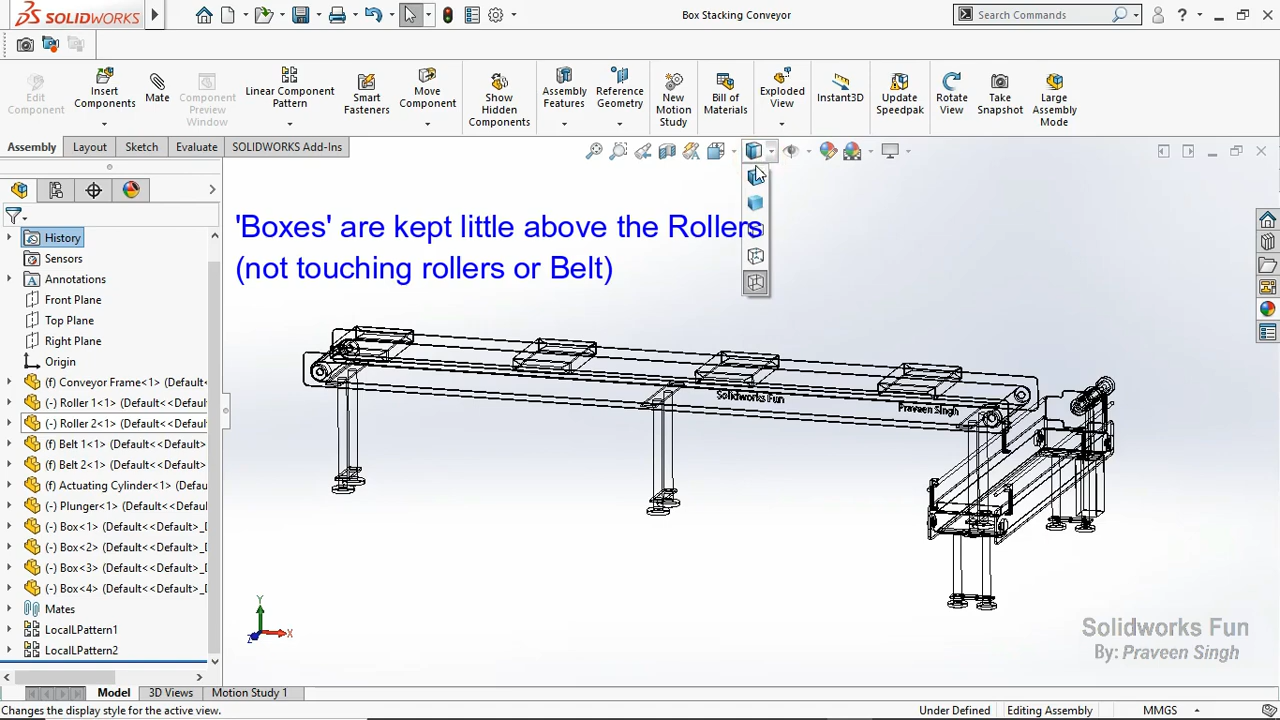 SOLIDWORKS
Box Stacking Conveyor
Search Commands
Edit Component
Insert Components
Mate
Component Preview Window
Linear Component Pattern
Smart Fasteners
Move Component
Show Hidden Components
Assembly Features
Reference Geometry
New Motion Study
Bill of Materials
Exploded View
Instant3D
Update Speedpak
Rotate View
Take Snapshot
Large Assembly Mode
Assembly
Layout
Sketch
Evaluate
SOLIDWORKS Add-Ins
History
Sensors
Annotations
Front Plane
Top Plane
Right Plane
Origin
(f) Conveyor Frame<1> (Default<
(-) Roller 1<1> (Default<<Default
(-) Roller 2<1> (Default<<Default
(f) Belt 1<1> (Default<<Default>
(f) Belt 2<1> (Default<<Default>
(f) Actuating Cylinder<1> (Defau
(-) Plunger<1> (Default<<Default
(-) Box<1> (Default<<Default>_D
(-) Box<2> (Default<<Default>_D
(-) Box<3> (Default<<Default>_D
(-) Box<4> (Default<<Default>_D
Mates
LocalLPattern1
LocalLPattern2
'Boxes' are kept little above the Rollers
(not touching rollers or Belt)
Solidworks Fun
Praveen Singh
Y
X
Z
Solidworks Fun
By: Praveen Singh
Model
3D Views
Motion Study 1
Changes the display style for the active view.
Under Defined
Editing Assembly
MMGS